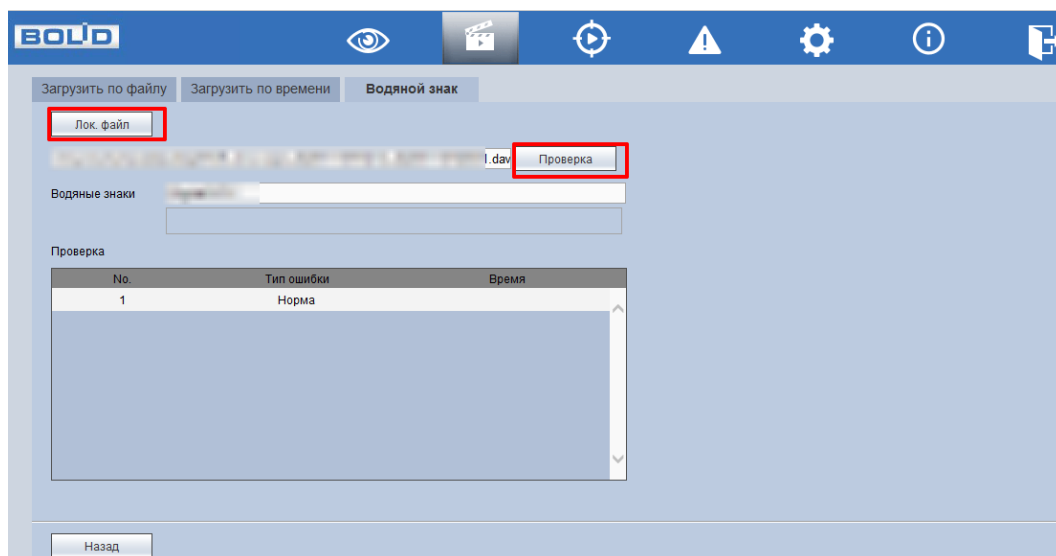 BOLID
Загрузить по файлу Загрузить по времени Водяной знак
Лок. файл
1.dav Проверка
Водяные знаки
Проверка
No. Тип ошибки Время
1 Норма
Назад